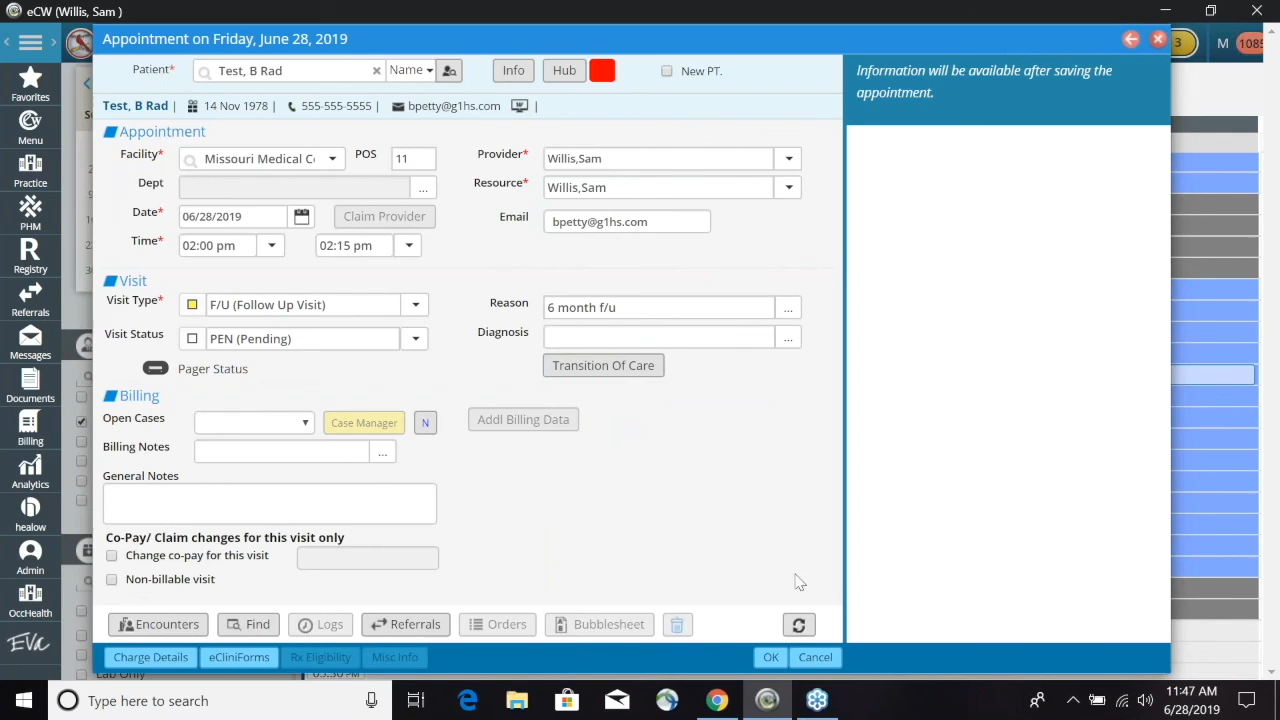 eCW (Willis, Sam )
Appointment on Friday, June 28, 2019
Patient* Test, B Rad Name Info Hub New PT.
Test, B Rad | 14 Nov 1978 | 555-555-5555 | bpetty@g1hs.com |
Information will be available after saving the
appointment.
Appointment
Facility* Missouri Medical POS 11 Provider* Willis,Sam
Dept ... Resource* Willis,Sam
Date* 06/28/2019 Claim Provider Email bpetty@g1hs.com
Time* 02:00 pm 02:15 pm
Visit
Visit Type* F/U (Follow Up Visit) Reason 6 month f/u ...
Visit Status PEN (Pending) Diagnosis ...
Pager Status Transition Of Care
Billing
Open Cases Case Manager N Addl Billing Data
Billing Notes ...
General Notes
Co-Pay/ Claim changes for this visit only
Change co-pay for this visit
Non-billable visit
Encounters Find Logs Referrals Orders Bubblesheet
Charge Details eCliniForms Rx Eligibility Misc Info OK Cancel
Favorites
Menu
Practice
PHM
R
Registry
Referrals
Messages
Documents
Billing
Analytics
healow
Admin
OccHealth
EVA
3 M 1085
Lab Only 05:30 PM
Type here to search
11:47 AM
6/28/2019